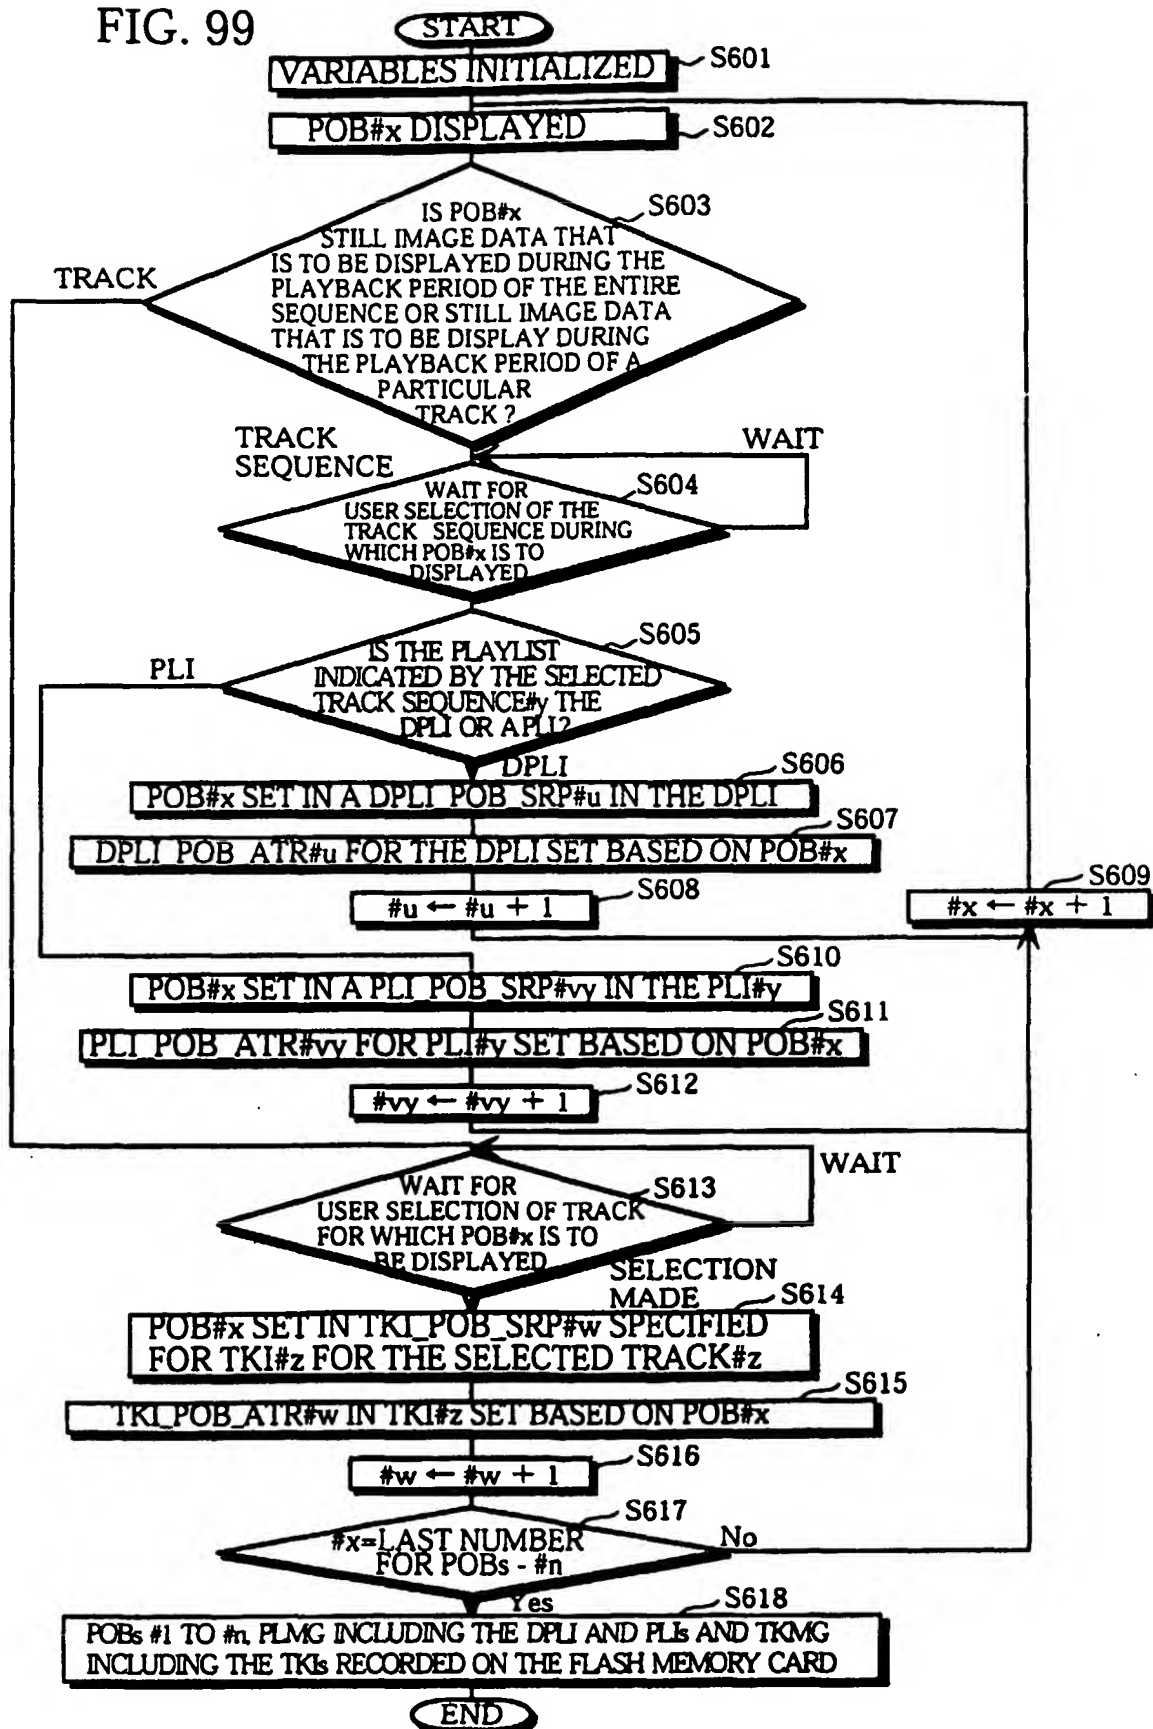 FIG. 99
START
VARIABLES INITIALIZED
S601
POB#x DISPLAYED
S602
S603
IS POB#x
STILL IMAGE DATA THAT
IS TO BE DISPLAYED DURING THE
PLAYBACK PERIOD OF THE ENTIRE
SEQUENCE OR STILL IMAGE DATA
THAT IS TO BE DISPLAY DURING
THE PLAYBACK PERIOD OF A
PARTICULAR
TRACK ?
TRACK
TRACK
SEQUENCE
WAIT
S604
WAIT FOR
USER SELECTION OF THE
TRACK SEQUENCE DURING
WHICH POB#x IS TO
DISPLAYED
S605
IS THE PLAYLIST
INDICATED BY THE SELECTED
TRACK SEQUENCE#y THE
DPLI OR A PLI?
PLI
DPLI
S606
POB#x SET IN A DPLI_POB_SRP#u IN THE DPLI
S607
DPLI_POB_ATR#u FOR THE DPLI SET BASED ON POB#x
S608
#u ← #u + 1
S609
#x ← #x + 1
S610
POB#x SET IN A PLI_POB_SRP#vy IN THE PLI#y
S611
PLI_POB_ATR#vy FOR PLI#y SET BASED ON POB#x
S612
#vy ← #vy + 1
WAIT
S613
WAIT FOR
USER SELECTION OF TRACK
FOR WHICH POB#x IS TO
BE DISPLAYED
SELECTION
MADE
S614
POB#x SET IN TKI_POB_SRP#w SPECIFIED
FOR TKI#z FOR THE SELECTED TRACK#z
S615
TKI_POB_ATR#w IN TKI#z SET BASED ON POB#x
S616
#w ← #w + 1
S617
#x=LAST NUMBER
FOR POBs - #n
No
Yes
S618
POBs #1 TO #n, PLMG INCLUDING THE DPLI AND PLIs AND TKMG
INCLUDING THE TKIs RECORDED ON THE FLASH MEMORY CARD
END